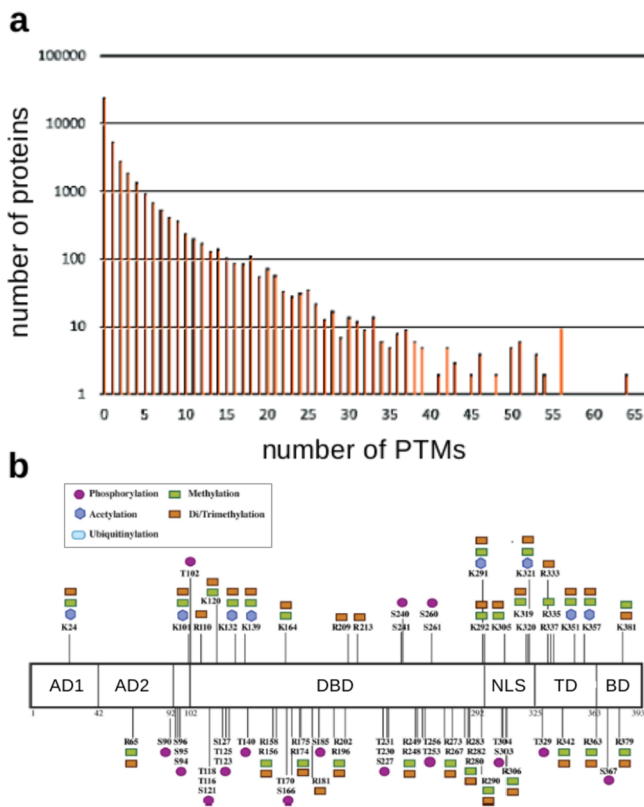 a
number of proteins
100000
10000
1000
100
10
1
0 5 10 15 20 25 30 35 40 45 50 55 60 65
number of PTMs
b
Phosphorylation Methylation
Acetylation Di/Trimethylation
Ubiquitinylation
T102 K291 K321 R333
K120 S240 S260 K319 R335
K24 K101 R110 K132 K139 K164 R209 R213 S241 S261 K292 K305 K320 R337 K351 K357 K381
AD1 AD2 DBD NLS TD BD
1 42 92 102 292 325 363 393
R65 S90 S96 S127 T140 R158 R175 S185 R202 T231 R249 T256 R273 R283 T304 T329 R342 R363 R379
S95 T125 R156 R174 R196 T230 R248 T253 R267 R282 S303
S94 T123 S227 R280 S367
T118 T170 R181 R306
T116 S166 R290
S121